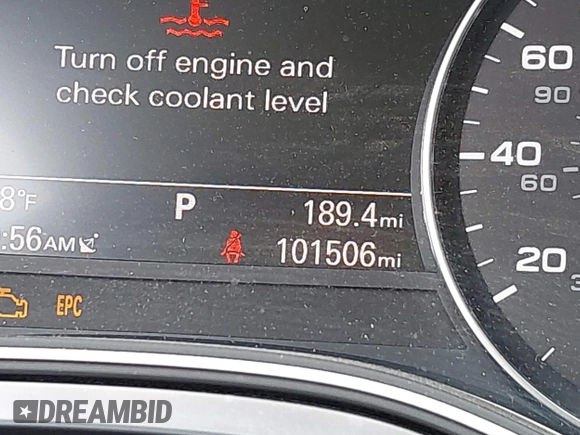 Turn off engine and
check coolant level
8°F P 189.4mi
:56AM 101506mi
EPC
60
90
40
60
20
DREAMBID